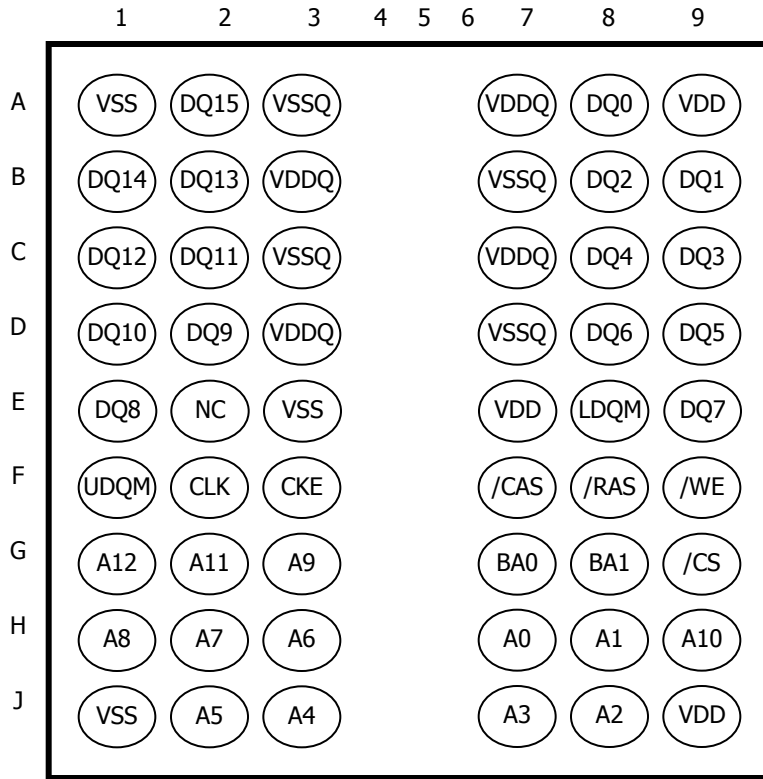 1 2 3 4 5 6 7 8 9
A VSS DQ15 VSSQ VDDQ DQ0 VDD
B DQ14 DQ13 VDDQ VSSQ DQ2 DQ1
C DQ12 DQ11 VSSQ VDDQ DQ4 DQ3
D DQ10 DQ9 VDDQ VSSQ DQ6 DQ5
E DQ8 NC VSS VDD LDQM DQ7
F UDQM CLK CKE /CAS /RAS /WE
G A12 A11 A9 BA0 BA1 /CS
H A8 A7 A6 A0 A1 A10
J VSS A5 A4 A3 A2 VDD